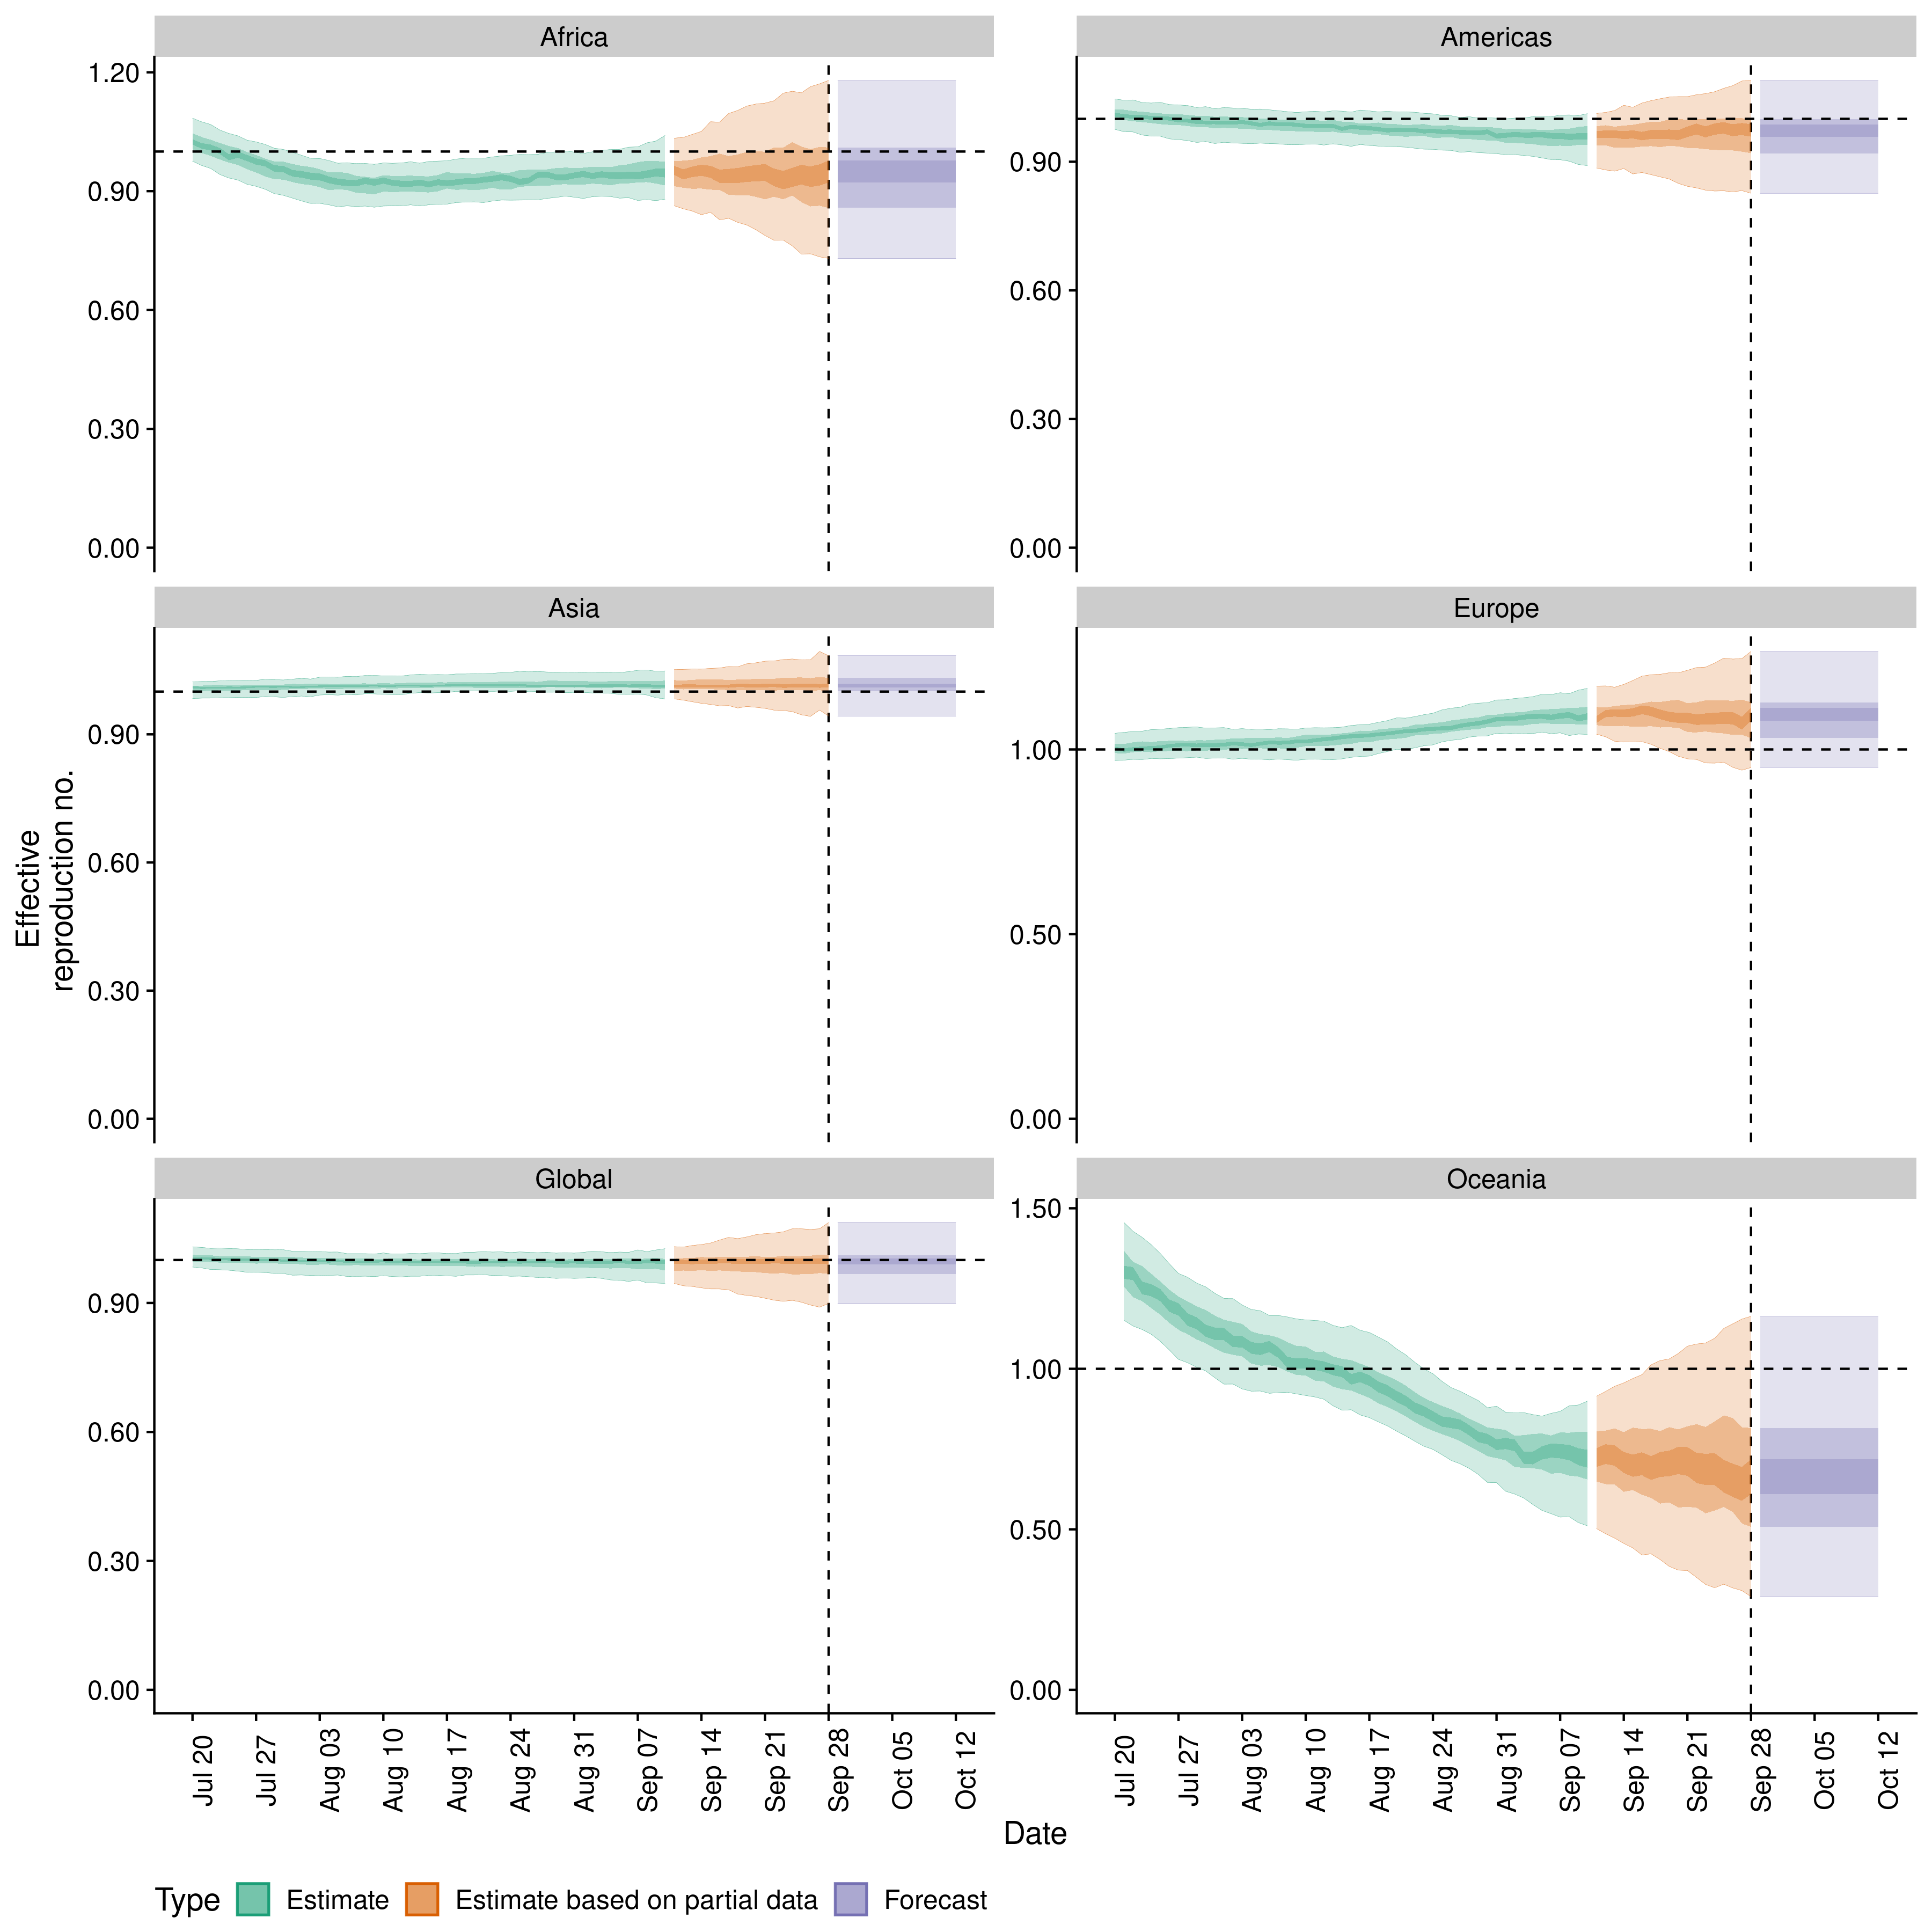 Africa
1.20
0.90
0.60
0.30
0.00
Americas
0.90
0.60
0.30
0.00
Asia
0.90
0.60
0.30
0.00
Europe
1.00
0.50
0.00
Global
0.90
0.60
0.30
0.00
Oceania
1.50
1.00
0.50
0.00
Effective
reproduction no.
Jul 20
Jul 27
Aug 03
Aug 10
Aug 17
Aug 24
Aug 31
Sep 07
Sep 14
Sep 21
Sep 28
Oct 05
Oct 12
Jul 20
Jul 27
Aug 03
Aug 10
Aug 17
Aug 24
Aug 31
Sep 07
Sep 14
Sep 21
Sep 28
Oct 05
Oct 12
Date
Type Estimate Estimate based on partial data Forecast